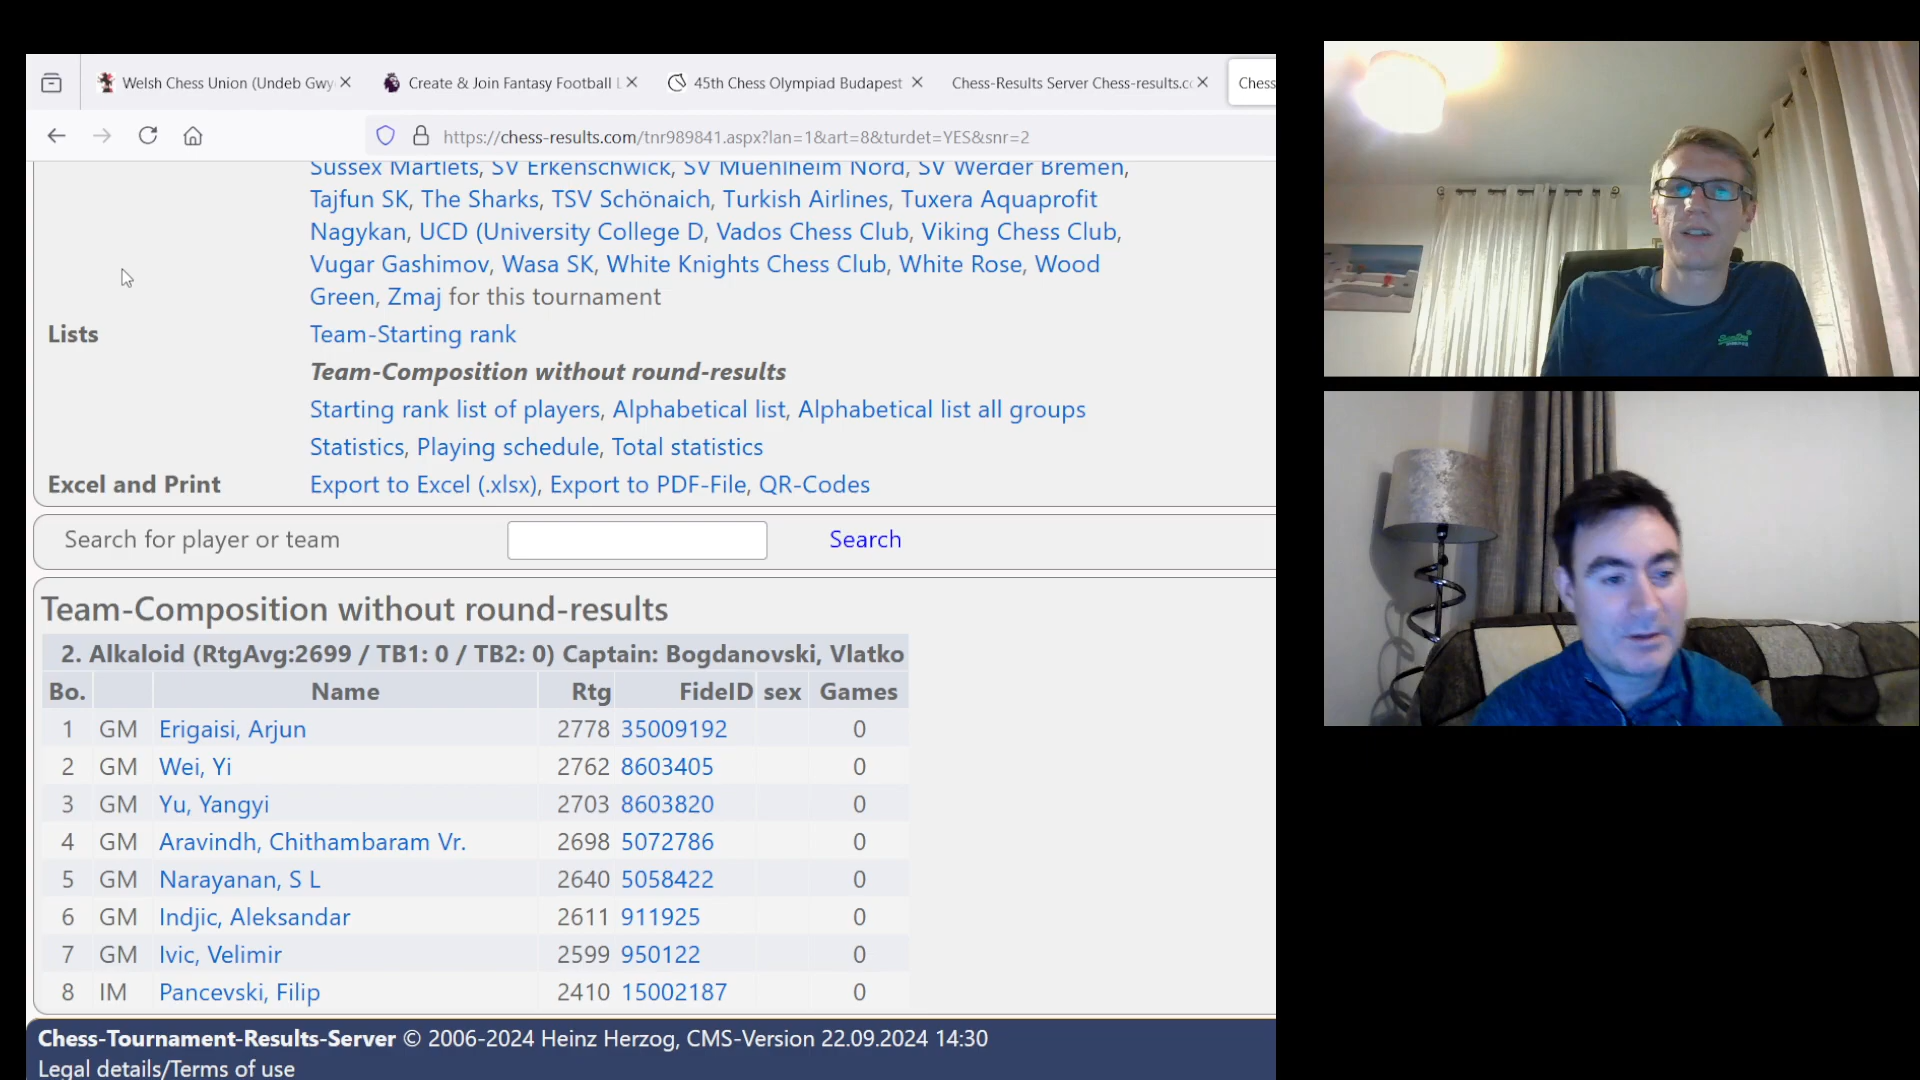 Welsh Chess Union (Undeb Gwy
Create & Join Fantasy Football L
45th Chess Olympiad Budapest
Chess-Results Server Chess-results.c
Chess
https://chess-results.com/tnr989841.aspx?lan=1&art=8&turdet=YES&snr=2
Sussex Martlets, SV Erkenschwick, SV Muehlheim Nord, SV Werder Bremen,
Tajfun SK, The Sharks, TSV Schönaich, Turkish Airlines, Tuxera Aquaprofit
Nagykan, UCD (University College D, Vados Chess Club, Viking Chess Club,
Vugar Gashimov, Wasa SK, White Knights Chess Club, White Rose, Wood
Green, Zmaj for this tournament
Lists Team-Starting rank
Team-Composition without round-results
Starting rank list of players, Alphabetical list, Alphabetical list all groups
Statistics, Playing schedule, Total statistics
Excel and Print Export to Excel (.xlsx), Export to PDF-File, QR-Codes
Search for player or team Search
Team-Composition without round-results
2. Alkaloid (RtgAvg:2699 / TB1: 0 / TB2: 0) Captain: Bogdanovski, Vlatko
Bo. Name Rtg FideID sex Games
1 GM Erigaisi, Arjun 2778 35009192 0
2 GM Wei, Yi 2762 8603405 0
3 GM Yu, Yangyi 2703 8603820 0
4 GM Aravindh, Chithambaram Vr. 2698 5072786 0
5 GM Narayanan, S L 2640 5058422 0
6 GM Indjic, Aleksandar 2611 911925 0
7 GM Ivic, Velimir 2599 950122 0
8 IM Pancevski, Filip 2410 15002187 0
Chess-Tournament-Results-Server © 2006-2024 Heinz Herzog, CMS-Version 22.09.2024 14:30
Legal details/Terms of use